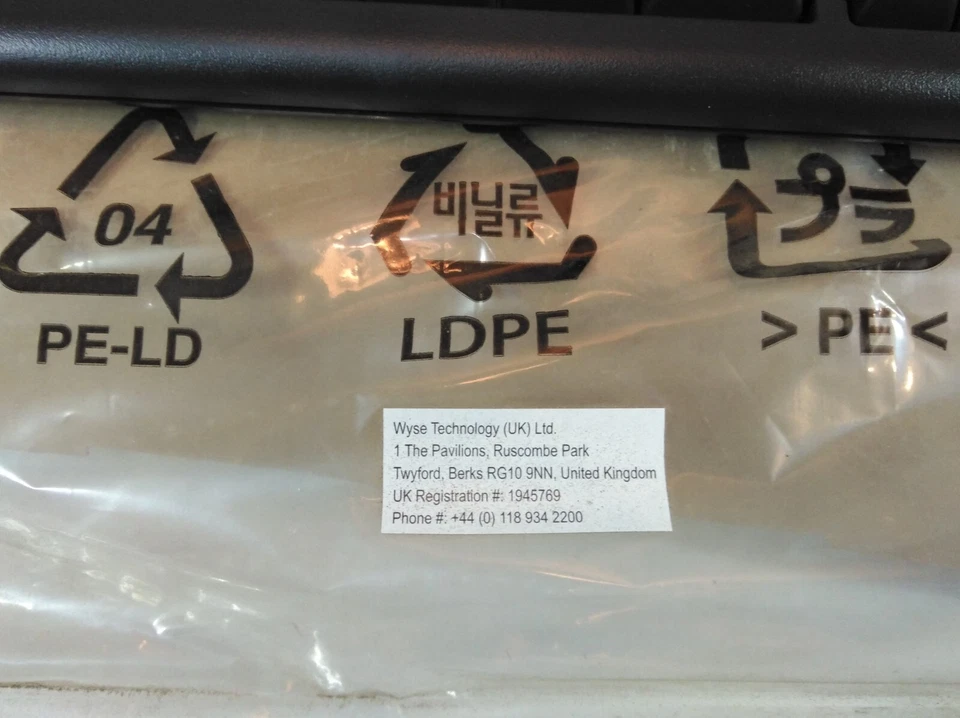 04
PE-LD
비닐류
LDPE
プラ
> PE <
Wyse Technology (UK) Ltd.
1 The Pavilions, Ruscombe Park
Twyford, Berks RG10 9NN, United Kingdom
UK Registration #: 1945769
Phone #: +44 (0) 118 934 2200